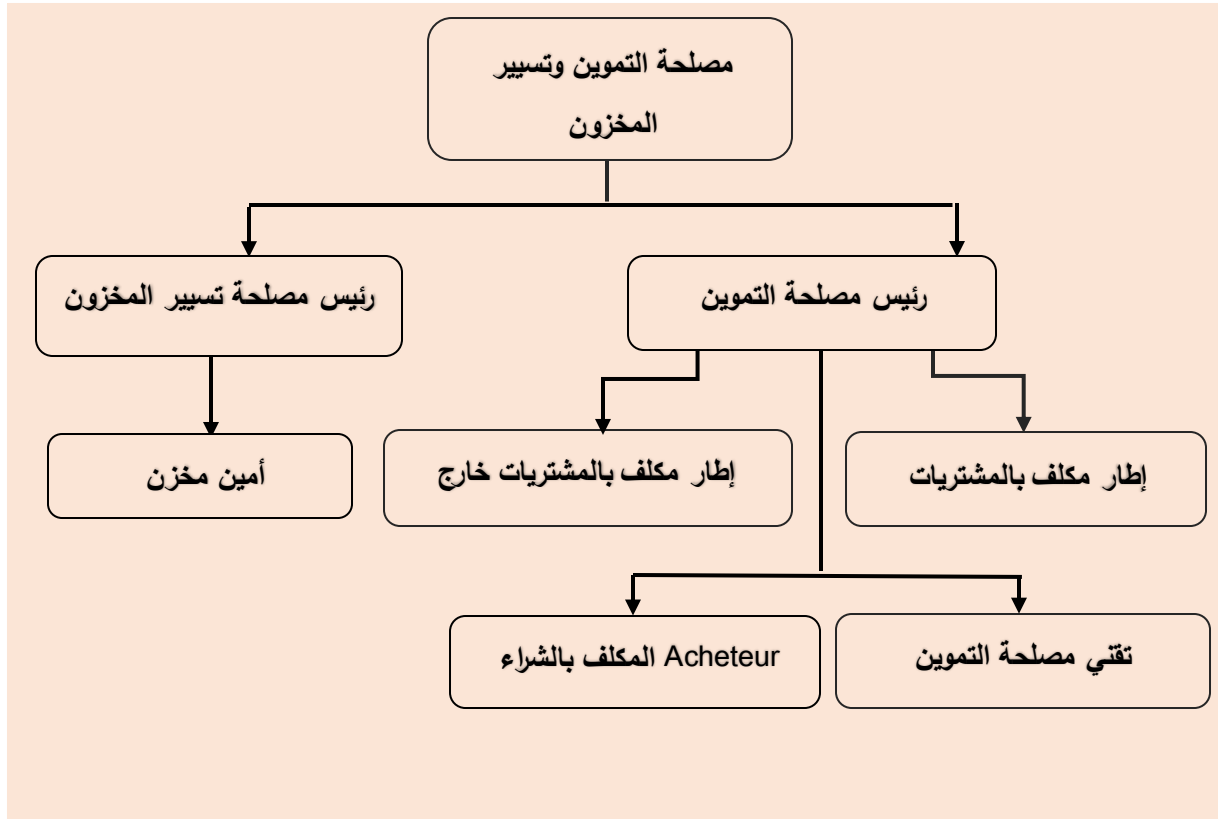 مصلحة التموين وتسيير
المخزون
رئيس مصلحة التموين
رئيس مصلحة تسيير المخزون
إطار مكلف بالمشتريات
إطار مكلف بالمشتريات خارج
أمين مخزن
تقتي مصلحة التموين
Acheteur المكلف بالشراء